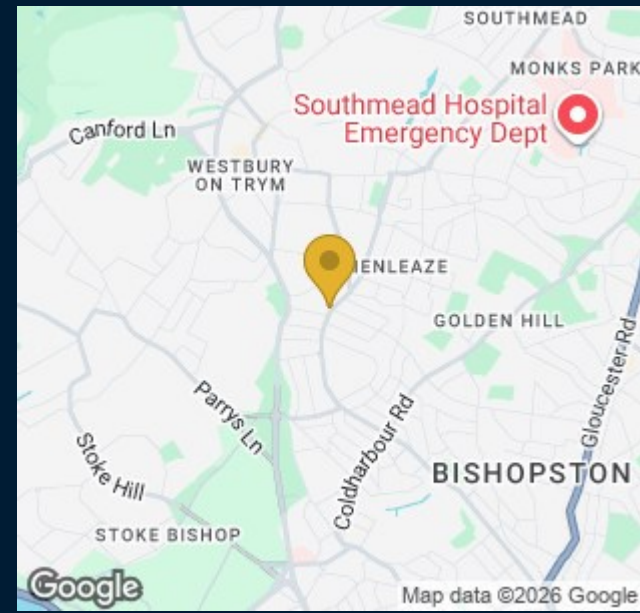 SOUTHMEAD
MONKS PARK
Southmead Hospital
Emergency Dept
Canford Ln
WESTBURY
ON TRYM
HENLEAZE
GOLDEN HILL
Gloucester Rd
Parrys Ln
Coldharbour Rd
Stoke Hill
BISHOPSTON
STOKE BISHOP
Google
Map data ©2026 Google